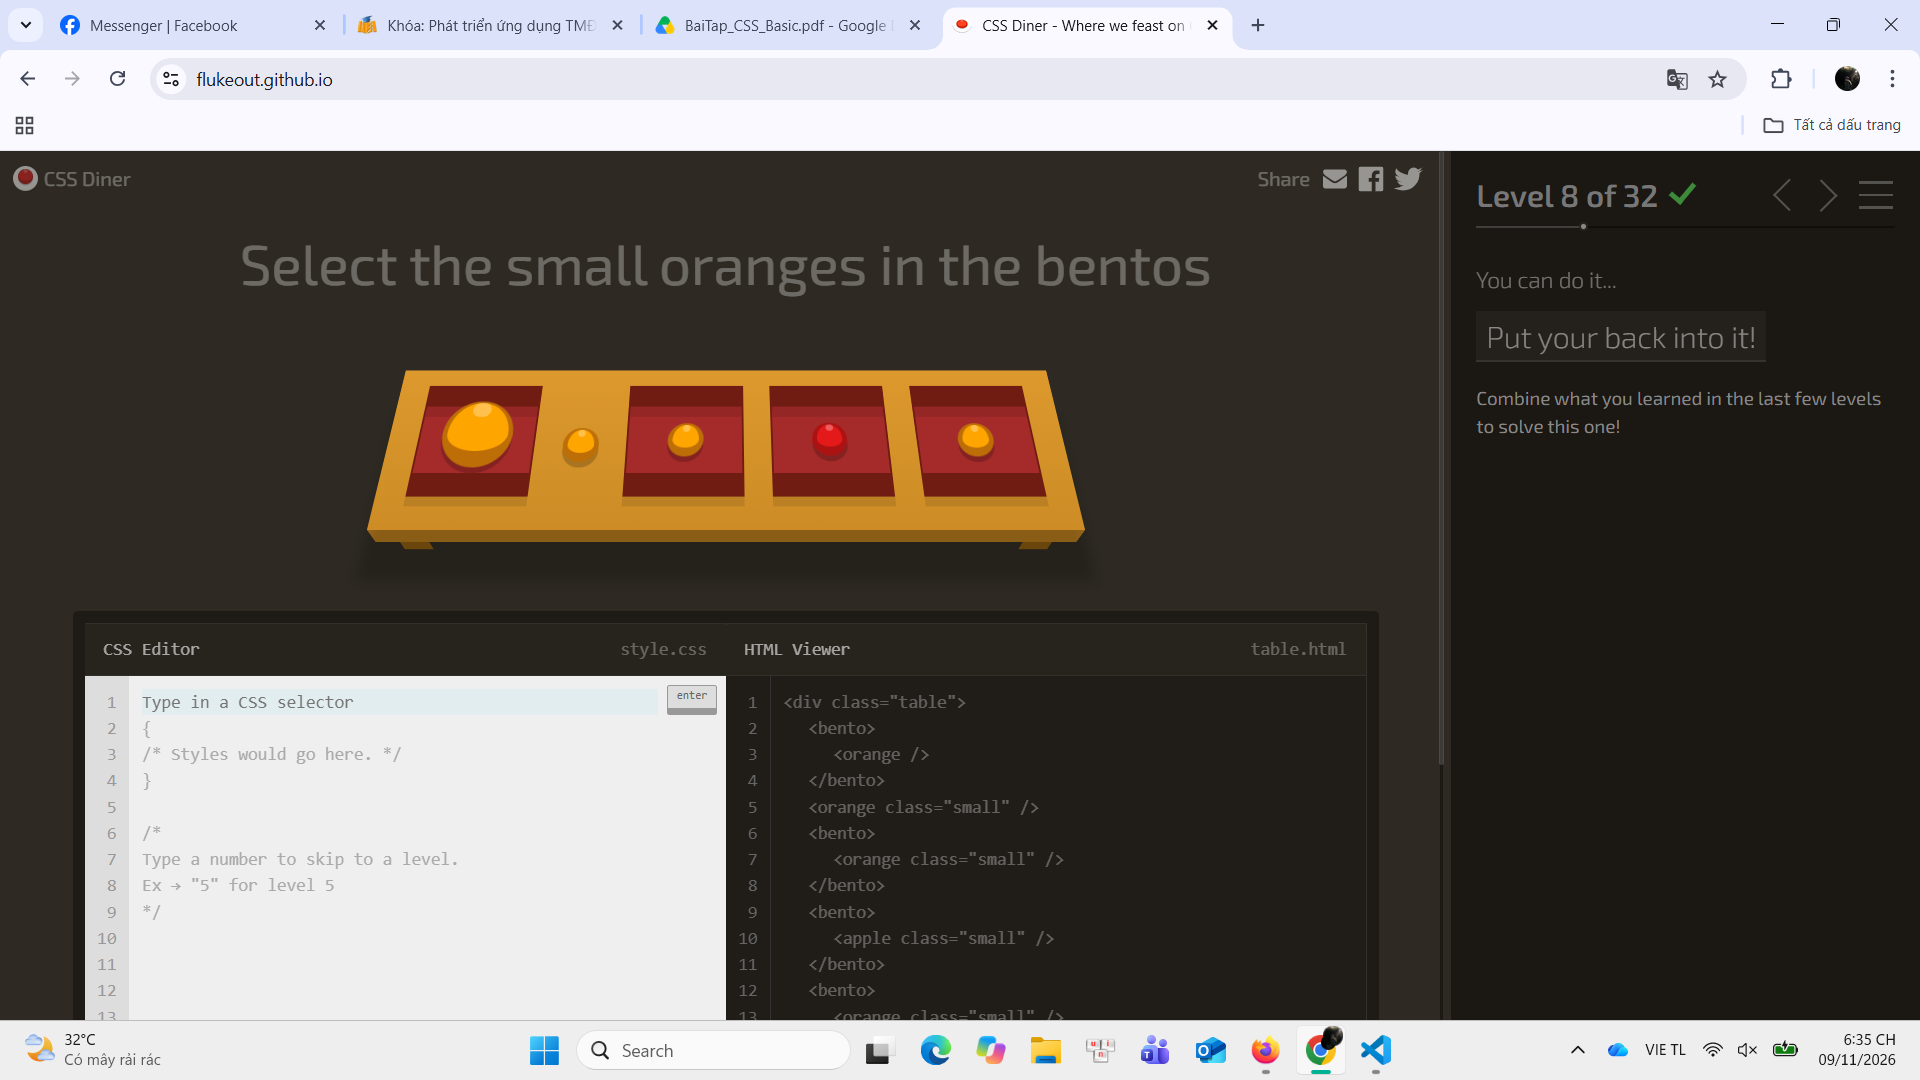 Messenger | Facebook
Khóa: Phát triển ứng dụng TMĐ
BaiTap_CSS_Basic.pdf - Google
CSS Diner - Where we feast on
flukeout.github.io
Tất cả dấu trang
CSS Diner
Share
Level 8 of 32
Select the small oranges in the bentos
You can do it...
Put your back into it!
Combine what you learned in the last few levels
to solve this one!
CSS Editor
style.css
HTML Viewer
table.html
1 Type in a CSS selector
enter
2 {
3 /* Styles would go here. */
4 }
5
6 /*
7 Type a number to skip to a level.
8 Ex → "5" for level 5
9 */
10
11
12
13
1 <div class="table">
2 <bento>
3 <orange />
4 </bento>
5 <orange class="small" />
6 <bento>
7 <orange class="small" />
8 </bento>
9 <bento>
10 <apple class="small" />
11 </bento>
12 <bento>
13 <orange class="small" />
32°C
Có mây rải rác
Search
VIE TL
6:35 CH
09/11/2026